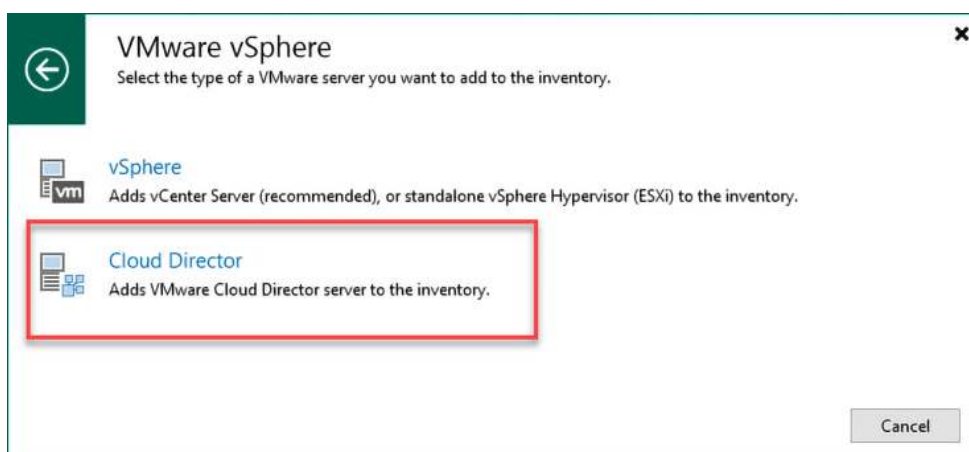 VMware vSphere
Select the type of a VMware server you want to add to the inventory.
vSphere
vm
Adds vCenter Server (recommended), or standalone vSphere Hypervisor (ESXi) to the inventory.
Cloud Director
Adds VMware Cloud Director server to the inventory.
Cancel